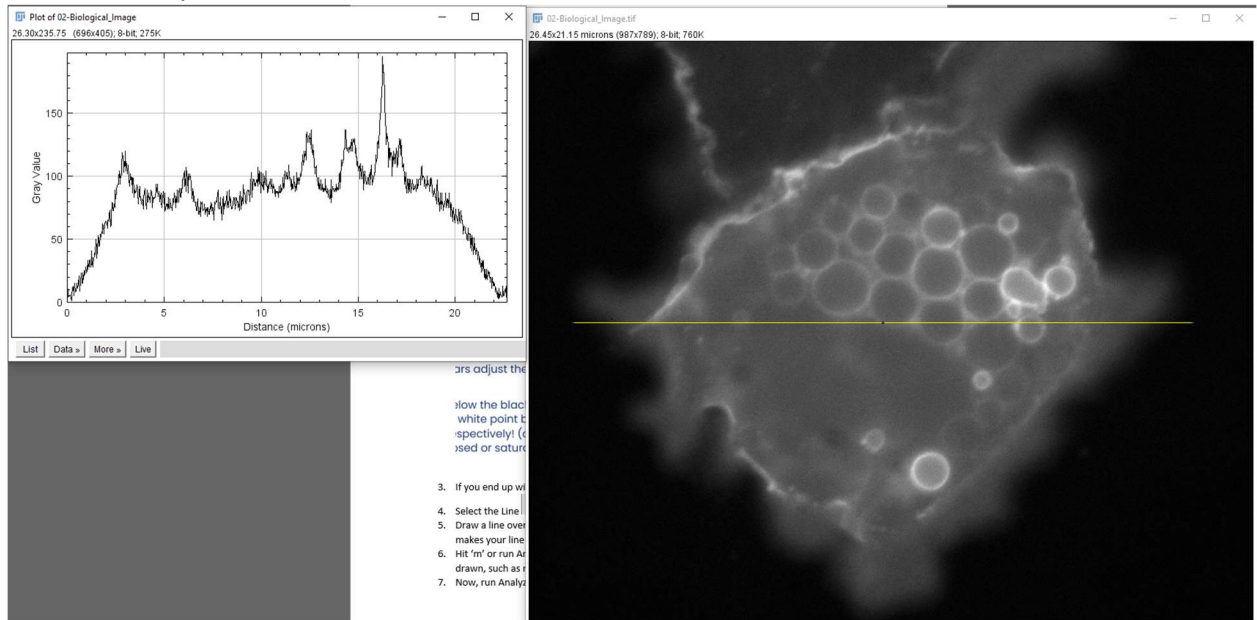 Plot of 02-Biological_Image
26.30x235.75 (696x405); 8-bit; 275K
150
100
50
0
Gray Value
0 5 10 15 20
Distance (microns)
List Data » More » Live
02-Biological_Image.tif
26.45x21.15 microns (987x789); 8-bit; 760K
ars adjust the
elow the blac
white point b
espectively! (
osed or satur
3. If you end up wi
4. Select the Line
5. Draw a line over
makes your line
6. Hit 'm' or run An
drawn, such as
7. Now, run Analyz